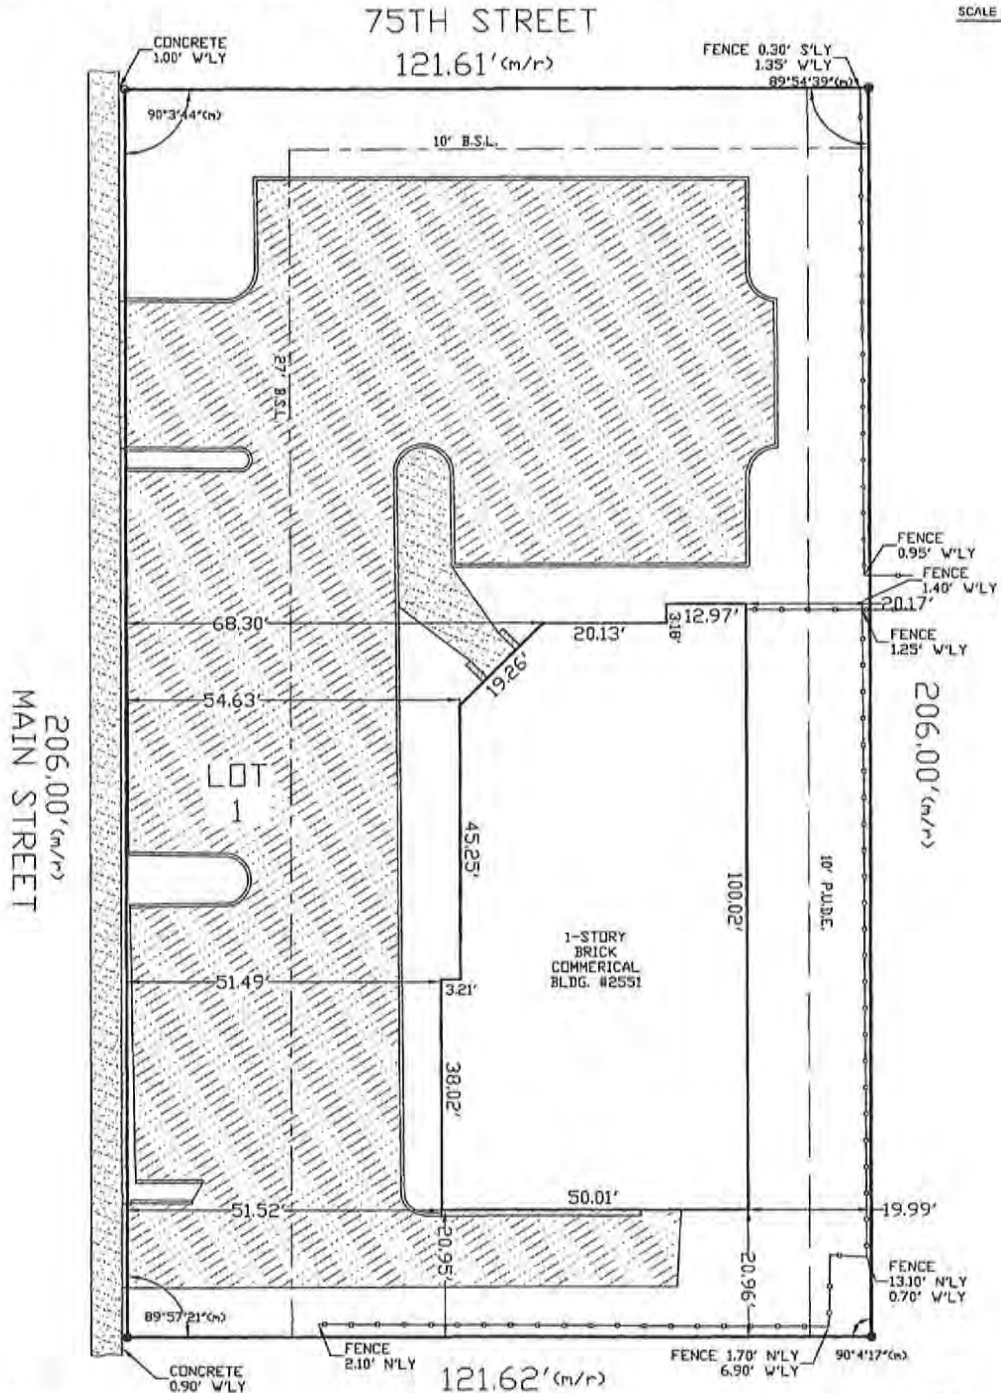 75TH STREET
SCALE
CONCRETE
1.00' W'LY
121.61'(m/r)
FENCE 0.30' S'LY
1.35' W'LY
89°54'39"(m)
90°3'44"(m)
10' B.S.L.
27' B.S.L.
FENCE
0.95' W'LY
FENCE
1.40' W'LY
20.17'
12.97'
3.18'
68.30'
20.13'
FENCE
1.25' W'LY
19.26'
54.63'
206.00'(m/r)
MAIN STREET
LOT
1
206.00'(m/r)
45.25'
100.02'
10' P.U.D.E.
1-STORY
BRICK
COMMERICAL
BLDG. #2551
51.49'
3.21'
38.02'
50.01'
51.52'
19.99'
20.95'
20.96'
FENCE
13.10' N'LY
0.70' W'LY
89°57'21"(m)
FENCE
2.10' N'LY
FENCE 1.70' N'LY
6.90' W'LY
90°4'17"(m)
CONCRETE
0.90' W'LY
121.62'(m/r)